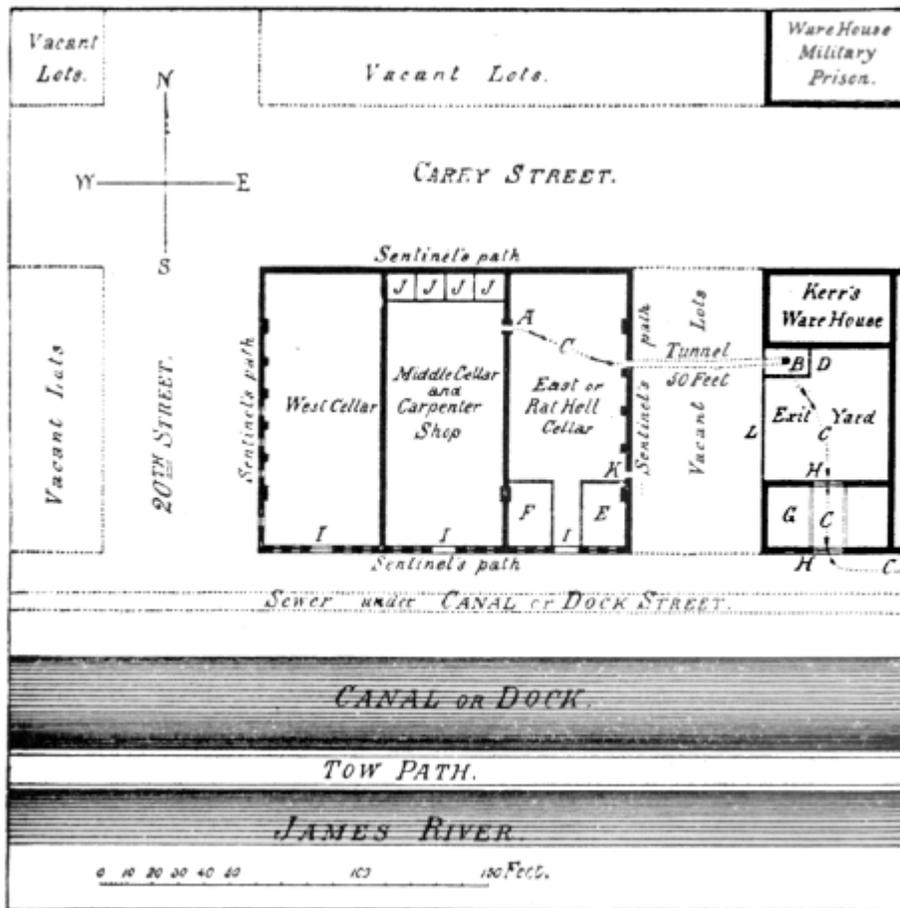 Vacant
Lots.
Vacant Lots.
Ware House
Military
Prison.
N
W E
S
CAREY STREET.
Sentinel's path
J J J J
A
C
Kerr's
Ware House
Sentinel's path
Vacant Lots
Tunnel
50 Feet
B D
Vacant Lots
20TH STREET.
Sentinel's path
West Cellar
Middle Cellar
and
Carpenter
Shop
East or
Rat Hell
Cellar
Sentinel's path
L
Exit Yard
C
K
H
F E
G C
I I I
H C
Sentinel's path
Sewer under CANAL or DOCK STREET.
CANAL OR DOCK.
TOW PATH.
JAMES RIVER.
0 10 20 30 40 50 100 150 Feet.